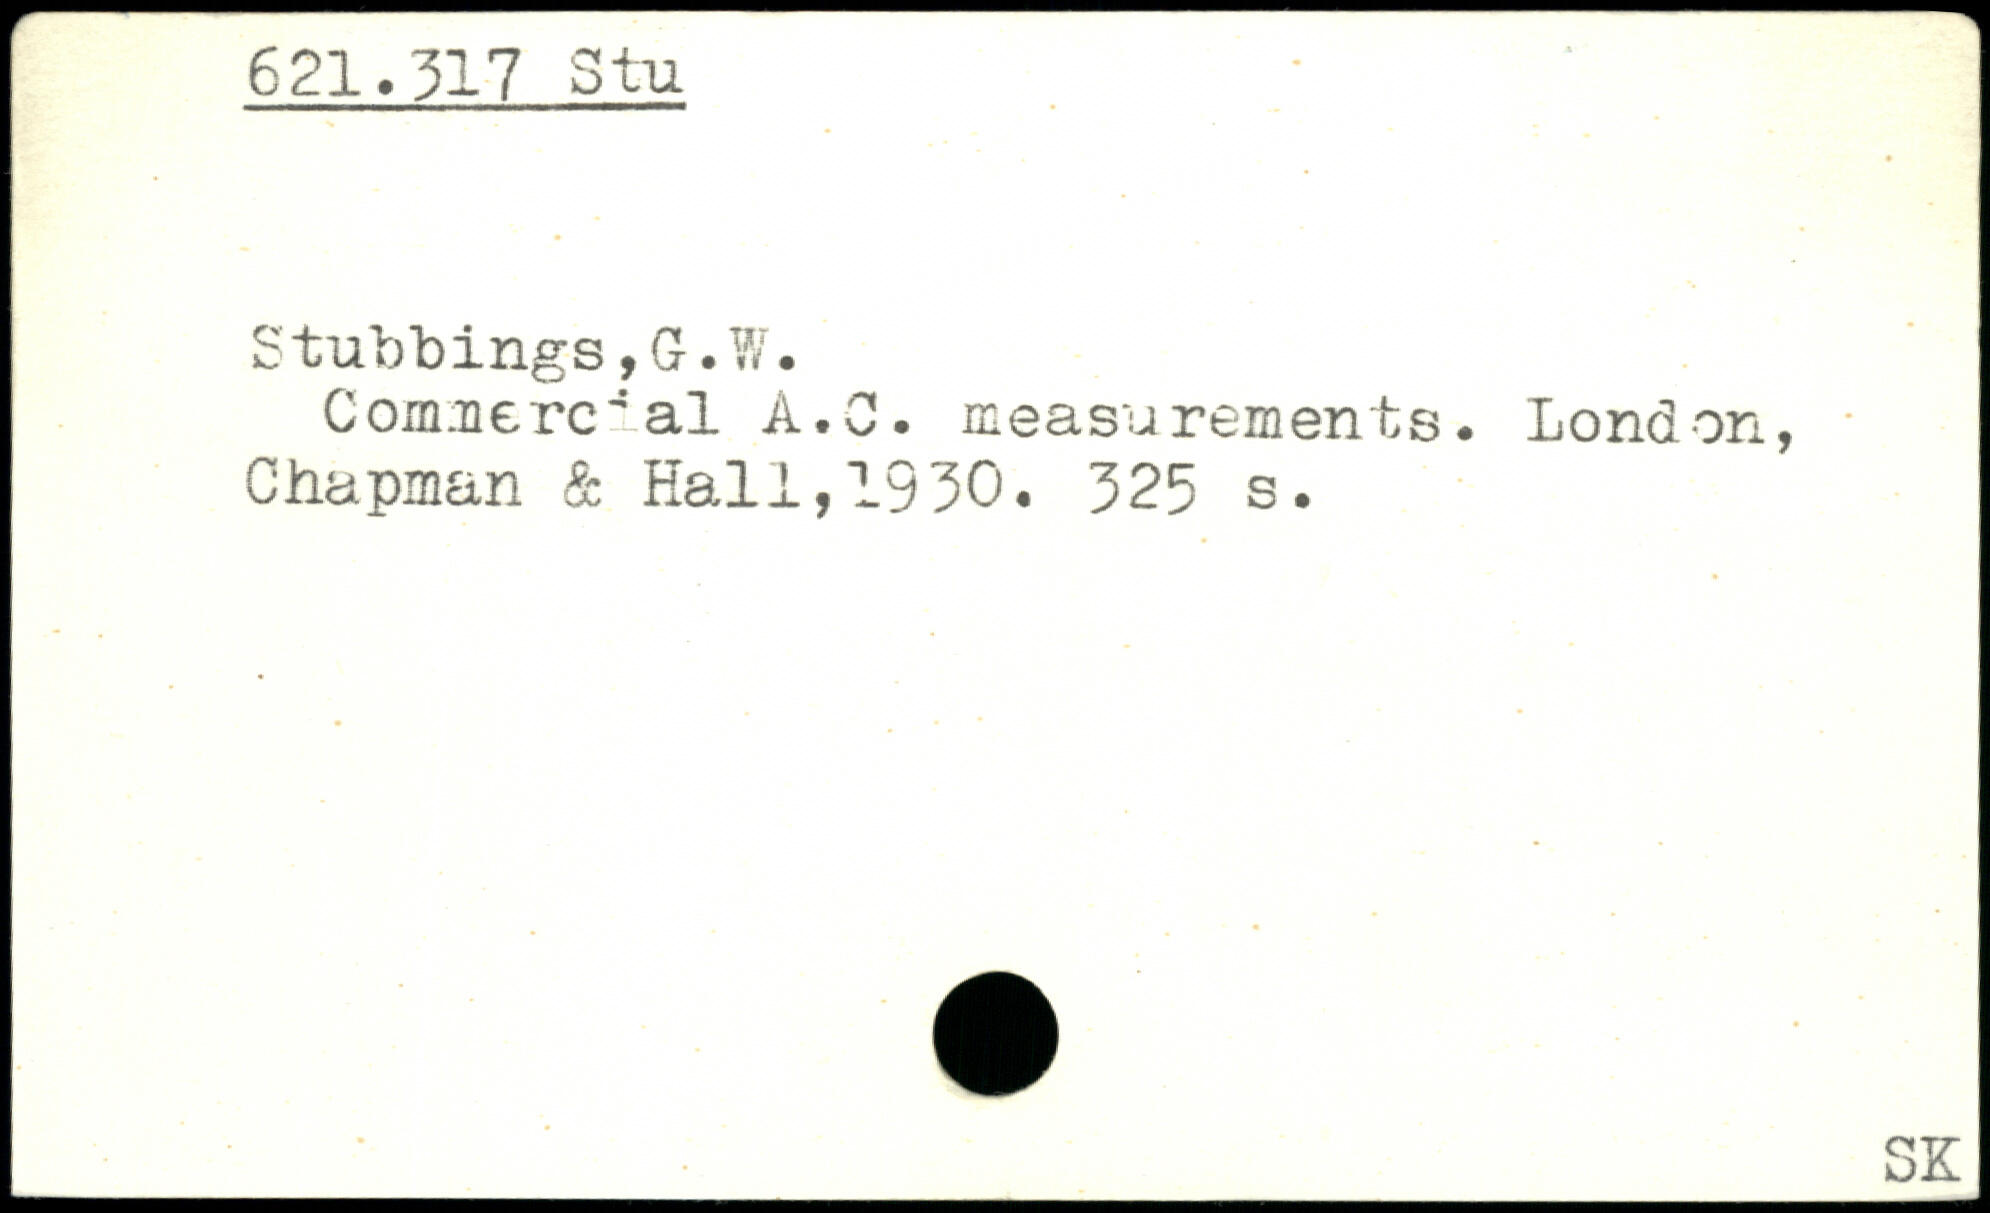 621.317 Stu
Stubbings,G.W.
Commercial A.C. measurements. London,
Chapman & Hall,1930. 325 s.
SK